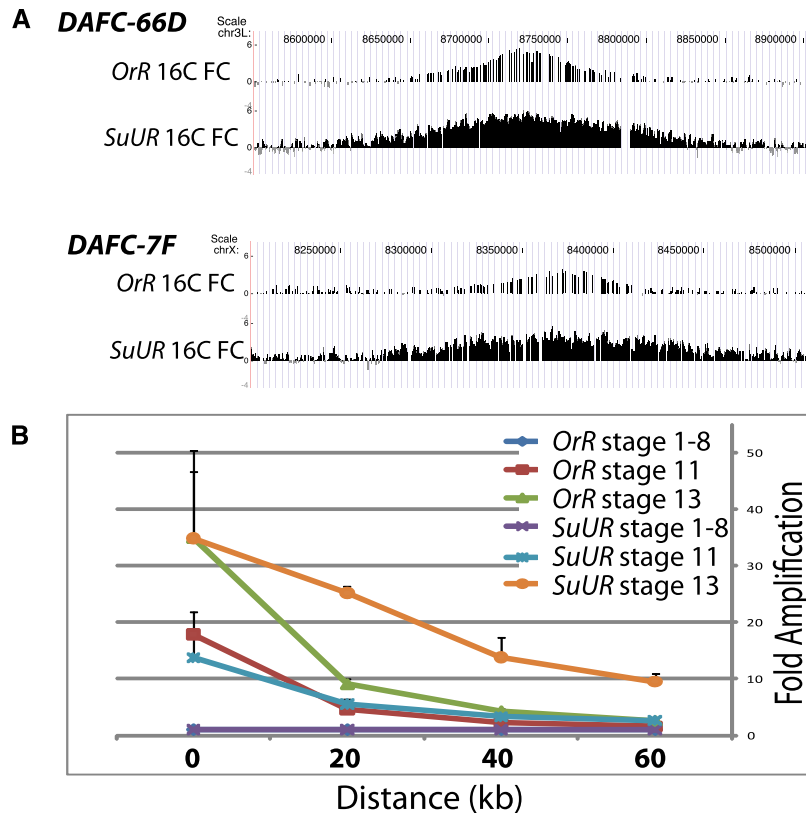 A
DAFC-66D
Scale
chr3L:
8600000 8650000 8700000 8750000 8800000 8850000 8900000
6
OrR 16C FC
0
-4
6
SuUR 16C FC
0
-4
DAFC-7F
Scale
chrX:
8250000 8300000 8350000 8400000 8450000 8500000
6
OrR 16C FC
0
-4
6
SuUR 16C FC
0
-4
B
OrR stage 1-8
OrR stage 11
OrR stage 13
SuUR stage 1-8
SuUR stage 11
SuUR stage 13
50
40
30
20
10
0
Fold Amplification
0 20 40 60
Distance (kb)